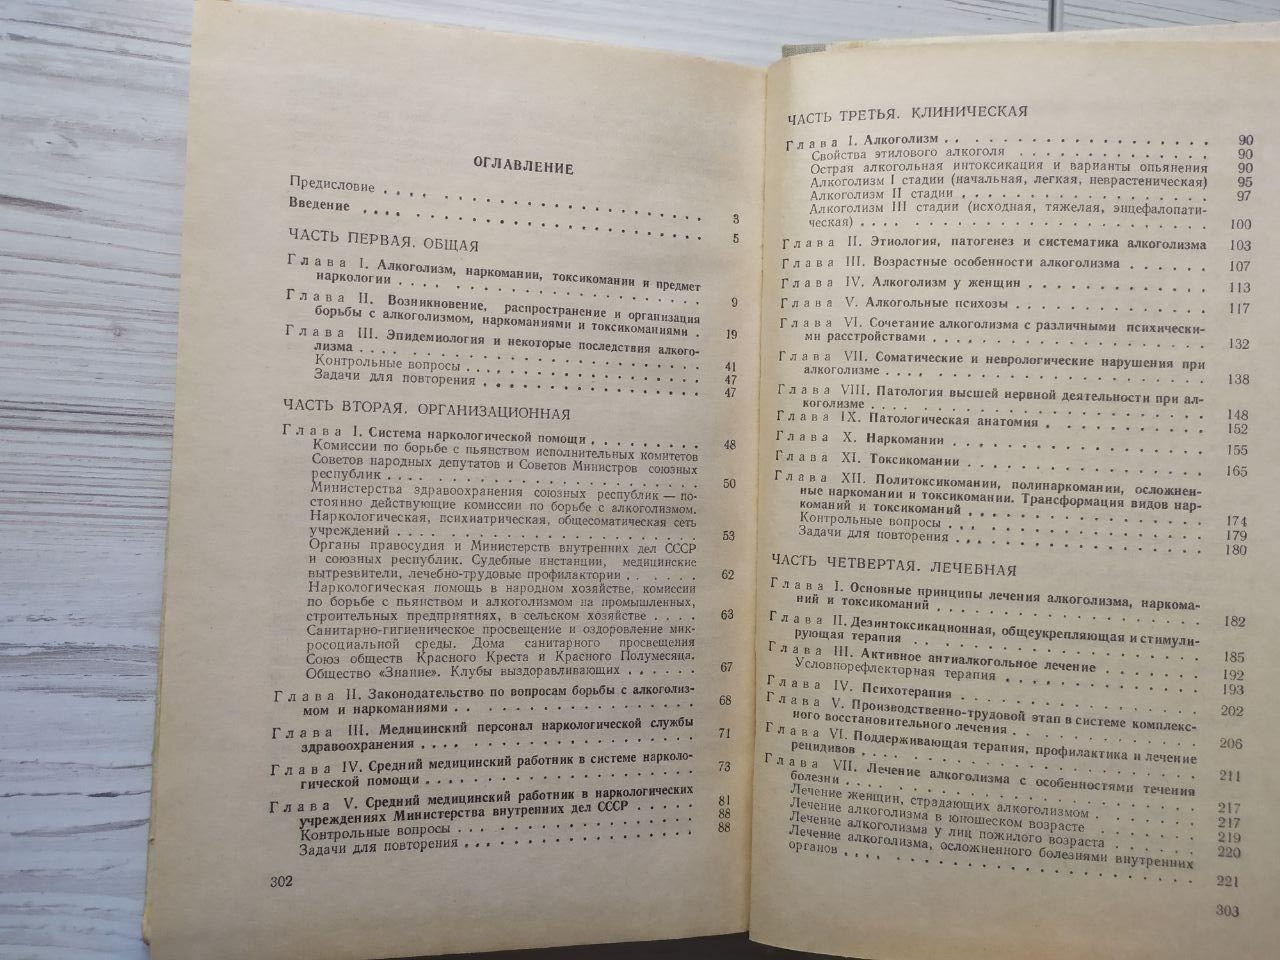 ОГЛАВЛЕНИЕ
Предисловие . . . . 3
Введение . . . . 5
ЧАСТЬ ПЕРВАЯ. ОБЩАЯ
Глава I. Алкоголизм, наркомании, токсикомании и предмет
наркологии . . . . 9
Глава II. Возникновение, распространение и организация
борьбы с алкоголизмом, наркоманиями и токсикоманиями . 19
Глава III. Эпидемиология и некоторые последствия алкого-
лизма . . . . 41
Контрольные вопросы . . . . 47
Задачи для повторения . . . . 47
ЧАСТЬ ВТОРАЯ. ОРГАНИЗАЦИОННАЯ
Глава I. Система наркологической помощи . . . . 48
Комиссии по борьбе с пьянством исполнительных комитетов
Советов народных депутатов и Советов Министров союзных
республик . . . . 50
Министерства здравоохранения союзных республик — по-
стоянно действующие комиссии по борьбе с алкоголизмом.
Наркологическая, психиатрическая, общесоматическая сеть
учреждений . . . . 53
Органы правосудия и Министерств внутренних дел СССР
и союзных республик. Судебные инстанции, медицинские
вытрезвители, лечебно-трудовые профилактории . . . . 62
Наркологическая помощь в народном хозяйстве, комиссии
по борьбе с пьянством и алкоголизмом на промышленных,
строительных предприятиях, в сельском хозяйстве . . . . 63
Санитарно-гигиеническое просвещение и оздоровление мик-
росоциальной среды. Дома санитарного просвещения
Союз обществ Красного Креста и Красного Полумесяца.
Общество «Знание». Клубы выздоравливающих . . . . 67
Глава II. Законодательство по вопросам борьбы с алкоголиз-
мом и наркоманиями . . . . 68
Глава III. Медицинский персонал наркологической службы
здравоохранения . . . . 71
Глава IV. Средний медицинский работник в системе нарколо-
гической помощи . . . . 73
Глава V. Средний медицинский работник в наркологических
учреждениях Министерства внутренних дел СССР . . . . 81
Контрольные вопросы . . . . 88
Задачи для повторения . . . . 88
302
ЧАСТЬ ТРЕТЬЯ. КЛИНИЧЕСКАЯ
Глава I. Алкоголизм . . . . 90
Свойства этилового алкоголя . . . . 90
Острая алкогольная интоксикация и варианты опьянения 90
Алкоголизм I стадии (начальная, легкая, неврастеническая) 95
Алкоголизм II стадии . . . . 97
Алкоголизм III стадии (исходная, тяжелая, энцефалопати-
ческая) . . . . 100
Глава II. Этиология, патогенез и систематика алкоголизма 103
Глава III. Возрастные особенности алкоголизма . . . . 107
Глава IV. Алкоголизм у женщин . . . . 113
Глава V. Алкогольные психозы . . . . 117
Глава VI. Сочетание алкоголизма с различными психически-
ми расстройствами . . . . 132
Глава VII. Соматические и неврологические нарушения при
алкоголизме . . . . 138
Глава VIII. Патология высшей нервной деятельности при ал-
коголизме . . . . 148
Глава IX. Патологическая анатомия . . . . 152
Глава X. Наркомании . . . . 155
Глава XI. Токсикомании . . . . 165
Глава XII. Политоксикомании, полинаркомании, осложнен-
ные наркомании и токсикомании. Трансформация видов нар-
команий и токсикоманий . . . . 174
Контрольные вопросы . . . . 179
Задачи для повторения . . . . 180
ЧАСТЬ ЧЕТВЕРТАЯ. ЛЕЧЕБНАЯ
Глава I. Основные принципы лечения алкоголизма, наркома-
ний и токсикоманий . . . . 182
Глава II. Дезинтоксикационная, общеукрепляющая и стимули-
рующая терапия . . . . 185
Глава III. Активное антиалкогольное лечение . . . . 192
Условнорефлекторная терапия . . . . 193
Глава IV. Психотерапия . . . . 202
Глава V. Производственно-трудовой этап в системе комплекс-
ного восстановительного лечения . . . . 206
Глава VI. Поддерживающая терапия, профилактика и лечение
рецидивов . . . . 211
Глава VII. Лечение алкоголизма с особенностями течения
болезни . . . . 217
Лечение женщин, страдающих алкоголизмом . . . . 217
Лечение алкоголизма в юношеском возрасте . . . . 219
Лечение алкоголизма у лиц пожилого возраста . . . . 220
Лечение алкоголизма, осложненного болезнями внутренних
органов . . . . 221
303